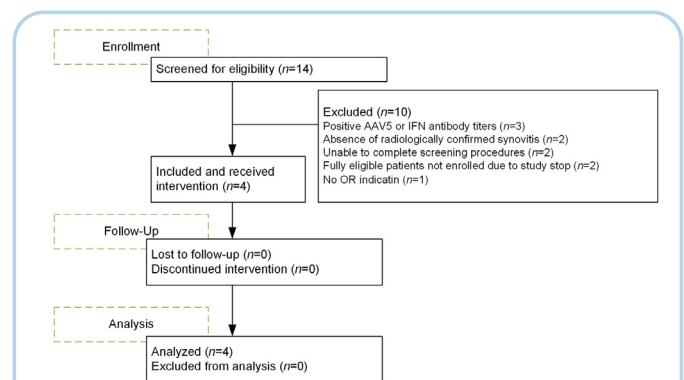 Enrollment
Screened for eligibility (n=14)
Excluded (n=10)
Positive AAV5 or IFN antibody titers (n=3)
Absence of radiologically confirmed synovitis (n=2)
Unable to complete screening procedures (n=2)
Fully eligible patients not enrolled due to study stop (n=2)
No OR indicatin (n=1)
Included and received
intervention (n=4)
Follow-Up
Lost to follow-up (n=0)
Discontinued intervention (n=0)
Analysis
Analyzed (n=4)
Excluded from analysis (n=0)